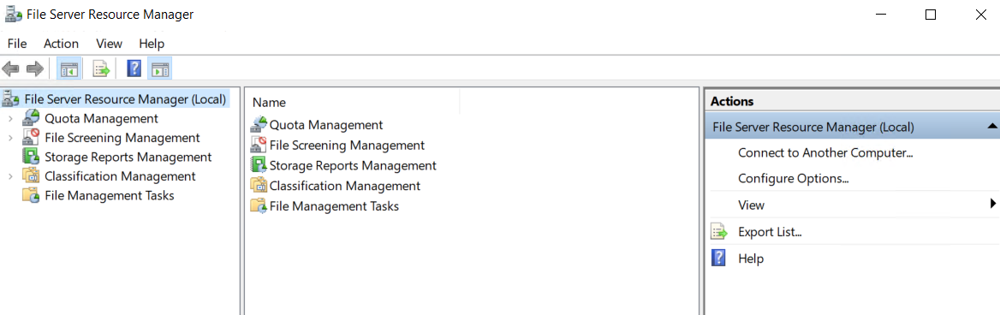 File Server Resource Manager
File Action View Help
File Server Resource Manager (Local)
Quota Management
File Screening Management
Storage Reports Management
Classification Management
File Management Tasks
Name
Quota Management
File Screening Management
Storage Reports Management
Classification Management
File Management Tasks
Actions
File Server Resource Manager (Local)
Connect to Another Computer...
Configure Options...
View
Export List...
Help